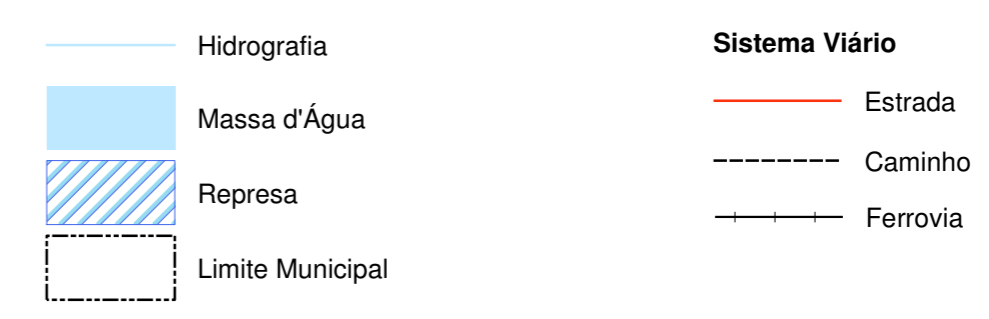 Hidrografia
Massa d'Água
Represa
Limite Municipal
Sistema Viário
Estrada
Caminho
Ferrovia